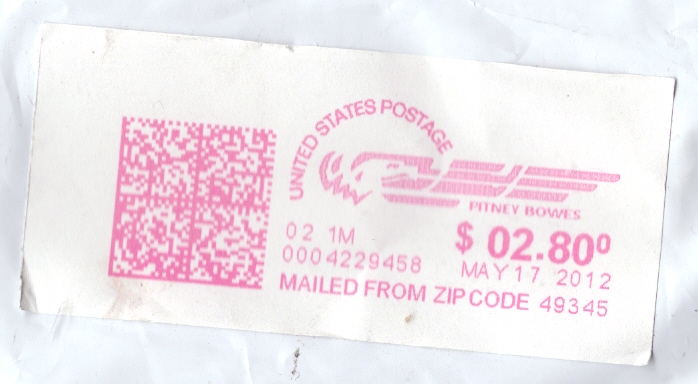 UNITED STATES POSTAGE
PITNEY BOWES
02 1M
$ 02.80⁰
0004229458
MAY 17 2012
MAILED FROM ZIP CODE 49345